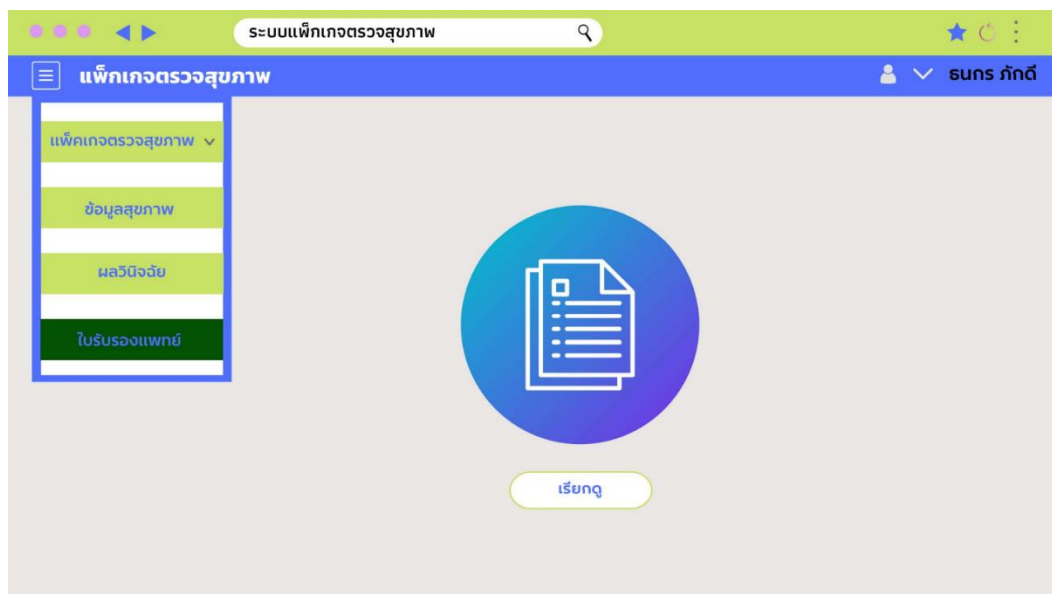 ระบบแพ็กเกจตรวจสุขภาพ
แพ็กเกจตรวจสุขภาพ
ธนกร ภักดี
แพ็คเกจตรวจสุขภาพ
ข้อมูลสุขภาพ
ผลวินิจฉัย
ใบรับรองแพทย์
เรียกดู